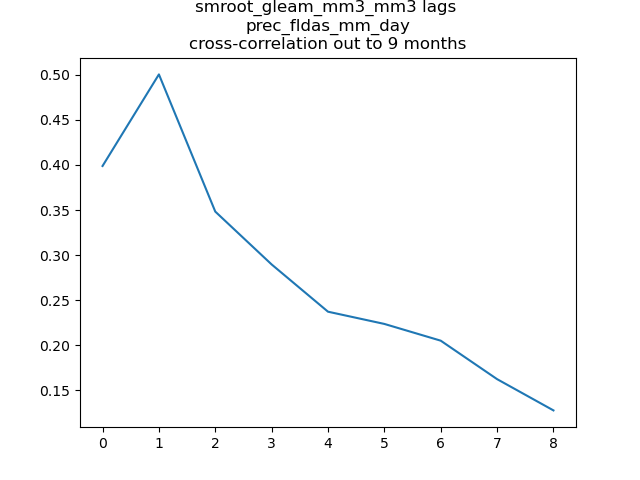 smroot_gleam_mm3_mm3 lags
prec_fldas_mm_day
cross-correlation out to 9 months
0.50
0.45
0.40
0.35
0.30
0.25
0.20
0.15
0 1 2 3 4 5 6 7 8